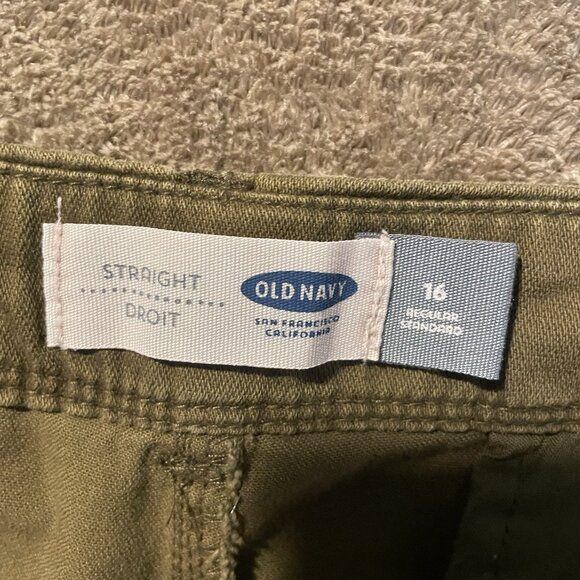 STRAIGHT
DROIT
OLD NAVY
SAN FRANCISCO
CALIFORNIA
16
REGULAR
STANDARD